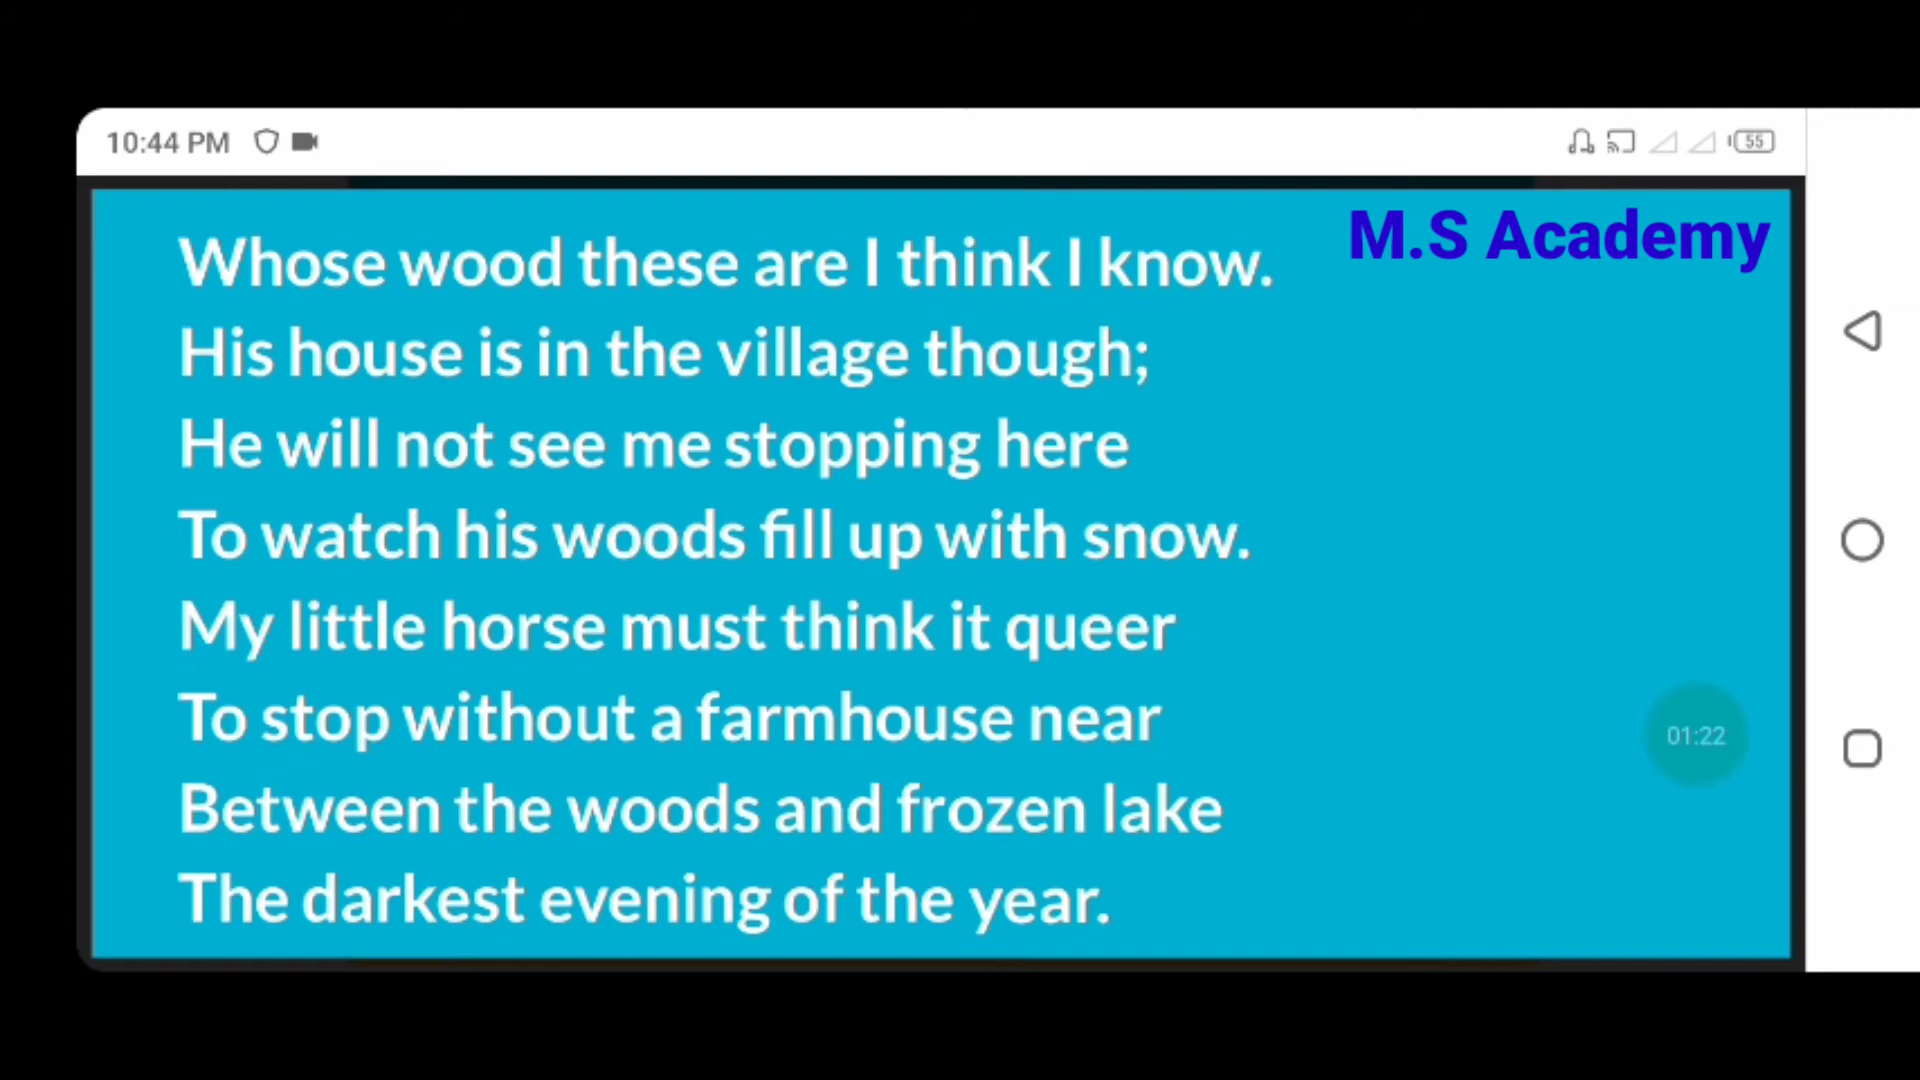 10:44 PM
55
M.S Academy
Whose wood these are I think I know.
His house is in the village though;
He will not see me stopping here
To watch his woods fill up with snow.
My little horse must think it queer
To stop without a farmhouse near
Between the woods and frozen lake
The darkest evening of the year.
01:22